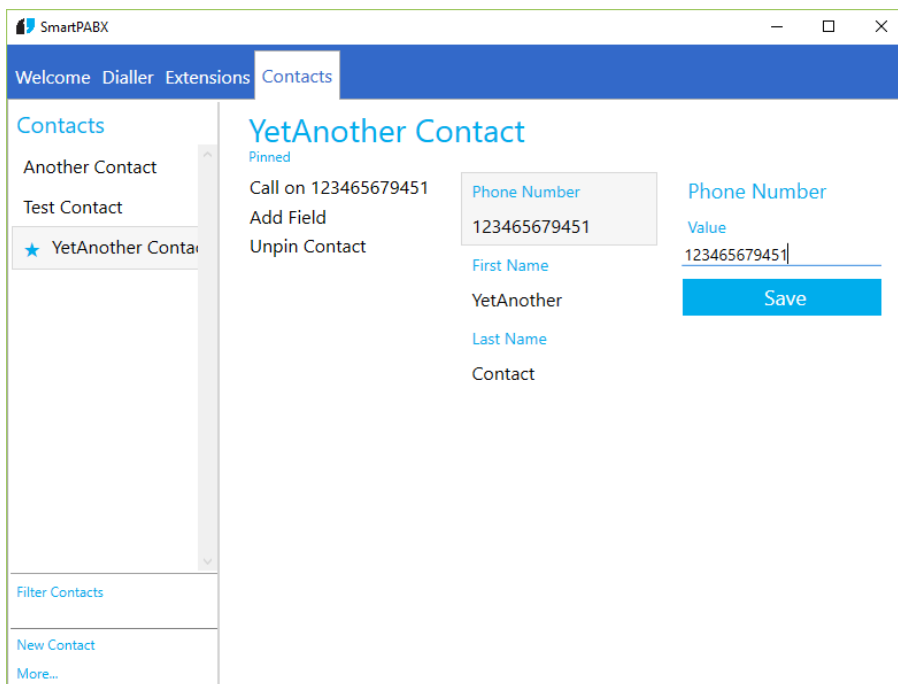 SmartPABX
Welcome Dialler Extensions Contacts
Contacts
Another Contact
Test Contact
YetAnother Conta
Filter Contacts
New Contact
More...
YetAnother Contact
Pinned
Call on 123465679451
Add Field
Unpin Contact
Phone Number
123465679451
First Name
YetAnother
Last Name
Contact
Phone Number
Value
123465679451
Save